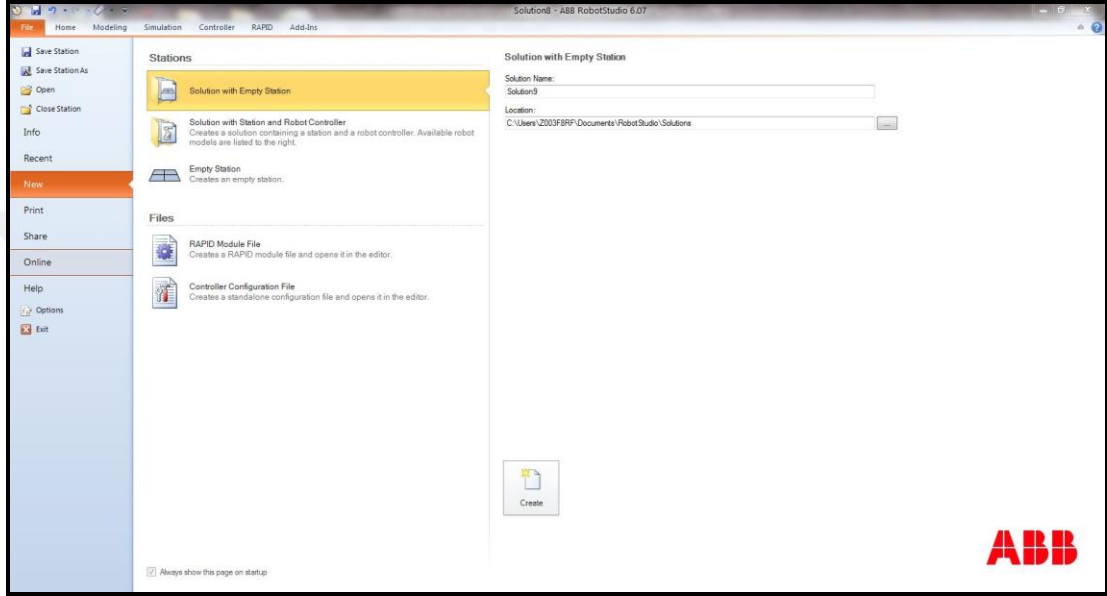 Solution8 - ABB RobotStudio 6.07
File Home Modeling Simulation Controller RAPID Add-Ins
Save Station
Save Station As
Open
Close Station
Info
Recent
New
Print
Share
Online
Help
Options
Exit
Stations
Solution with Empty Station
Solution with Station and Robot Controller
Creates a solution containing a station and a robot controller. Available robot
models are listed to the right.
Empty Station
Creates an empty station.
Files
RAPID Module File
Creates a RAPID module file and opens it in the editor.
Controller Configuration File
Creates a standalone configuration file and opens it in the editor.
Always show this page on startup
Solution with Empty Station
Solution Name:
Solution9
Location:
C:\Users\Z003F8RF\Documents\RobotStudio\Solutions
...
Create
ABB